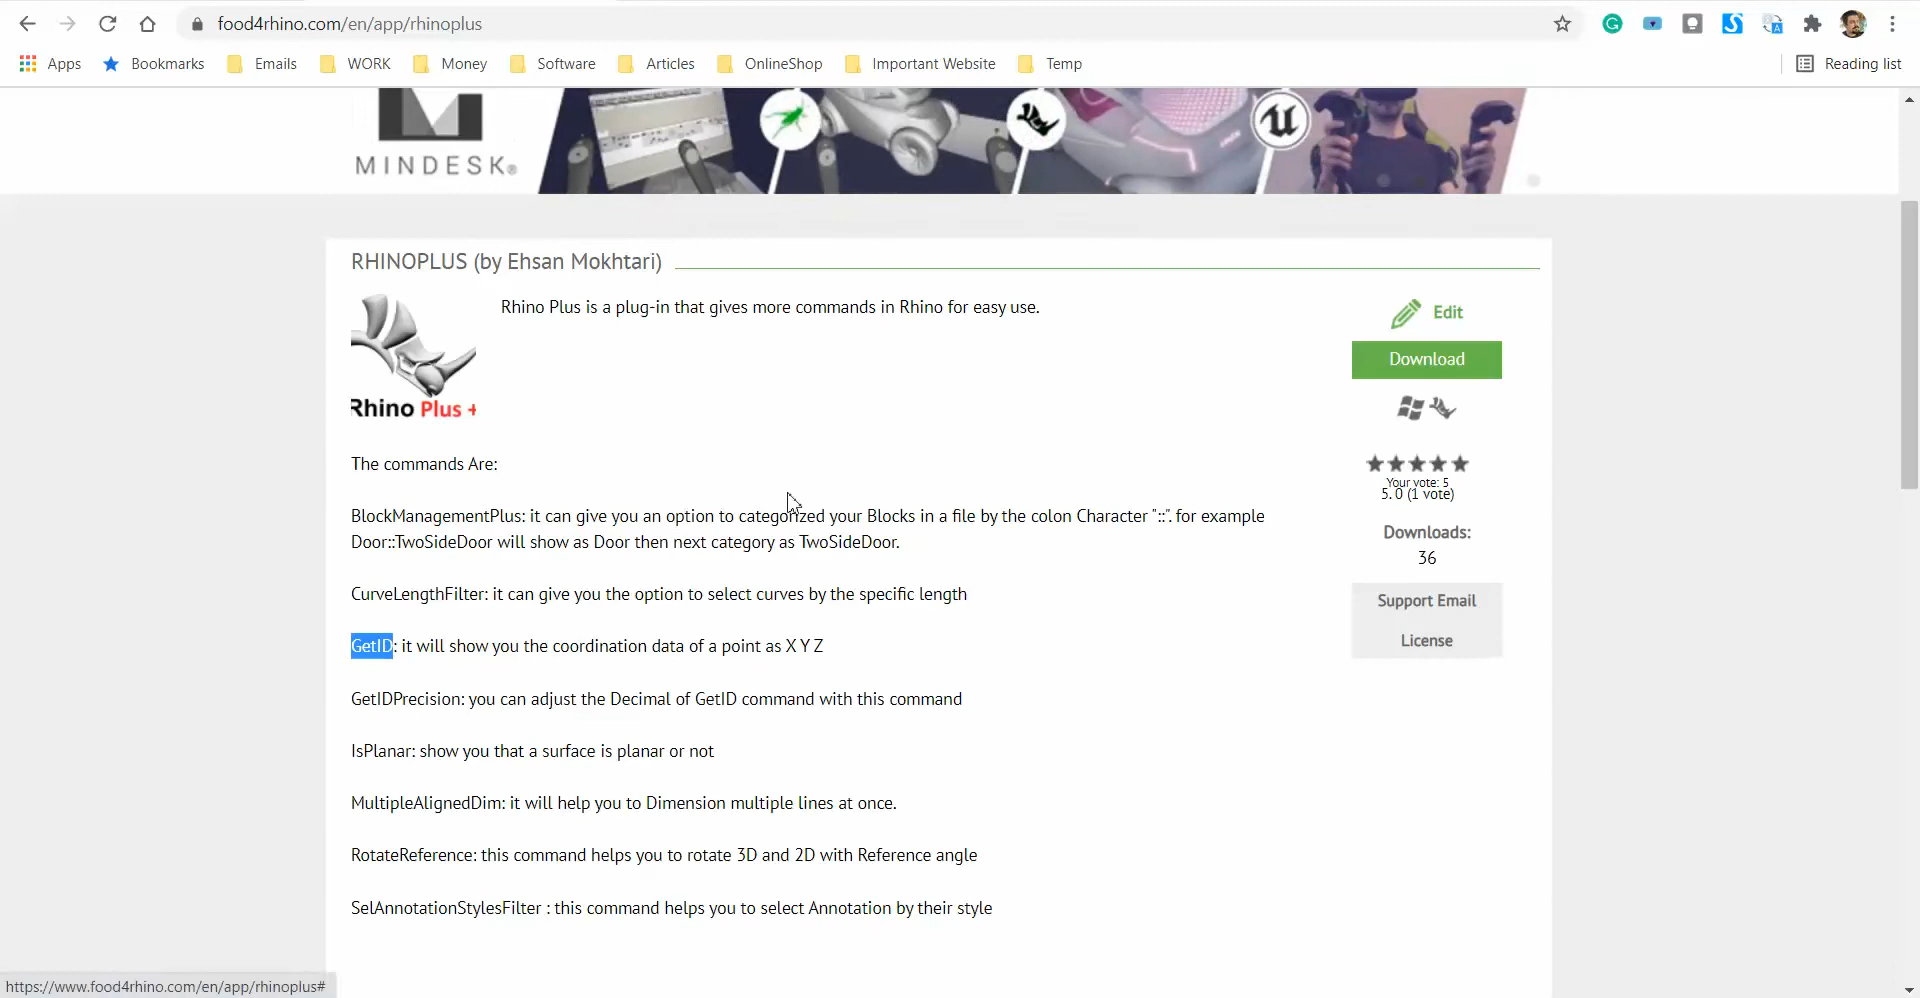 food4rhino.com/en/app/rhinoplus
Apps Bookmarks Emails WORK Money Software Articles OnlineShop Important Website Temp Reading list
MINDESK®
RHINOPLUS (by Ehsan Mokhtari)
Rhino Plus is a plug-in that gives more commands in Rhino for easy use.
Edit
Download
Rhino Plus +
The commands Are:
Your vote: 5
5.0 (1 vote)
BlockManagementPlus: it can give you an option to categorized your Blocks in a file by the colon Character "::". for example
Door::TwoSideDoor will show as Door then next category as TwoSideDoor.
Downloads:
36
CurveLengthFilter: it can give you the option to select curves by the specific length
Support Email
License
GetID: it will show you the coordination data of a point as X Y Z
GetIDPrecision: you can adjust the Decimal of GetID command with this command
IsPlanar: show you that a surface is planar or not
MultipleAlignedDim: it will help you to Dimension multiple lines at once.
RotateReference: this command helps you to rotate 3D and 2D with Reference angle
SelAnnotationStylesFilter : this command helps you to select Annotation by their style
https://www.food4rhino.com/en/app/rhinoplus#